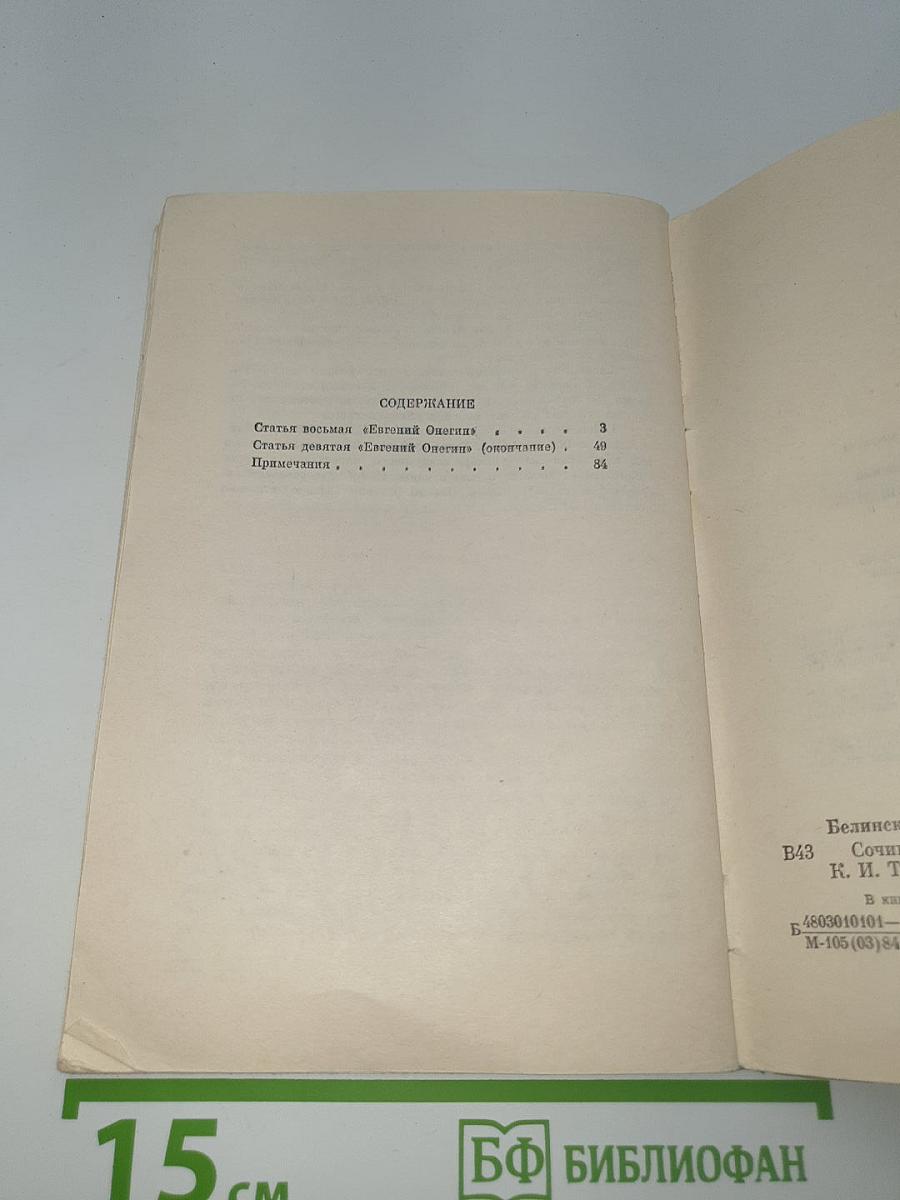 СОДЕРЖАНИЕ
Статья восьмая «Евгений Онегин» . . . . 3
Статья девятая «Евгений Онегин» (окончание) . 49
Примечания . . . . . . . . . . . 84
Белинск
В43 Сочин
К. И. Т
В кн
Б 4803010101—
М-105(03)84
15 см
БФ БИБЛИОФАН